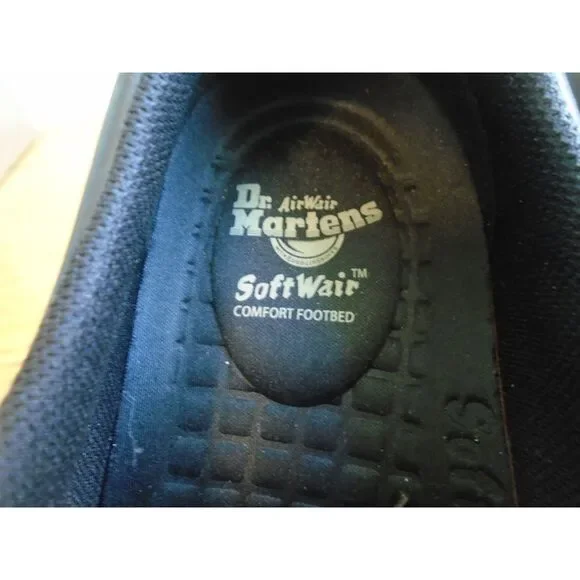 Dr. AirWair
Martens
SoftWair™
COMFORT FOOTBED